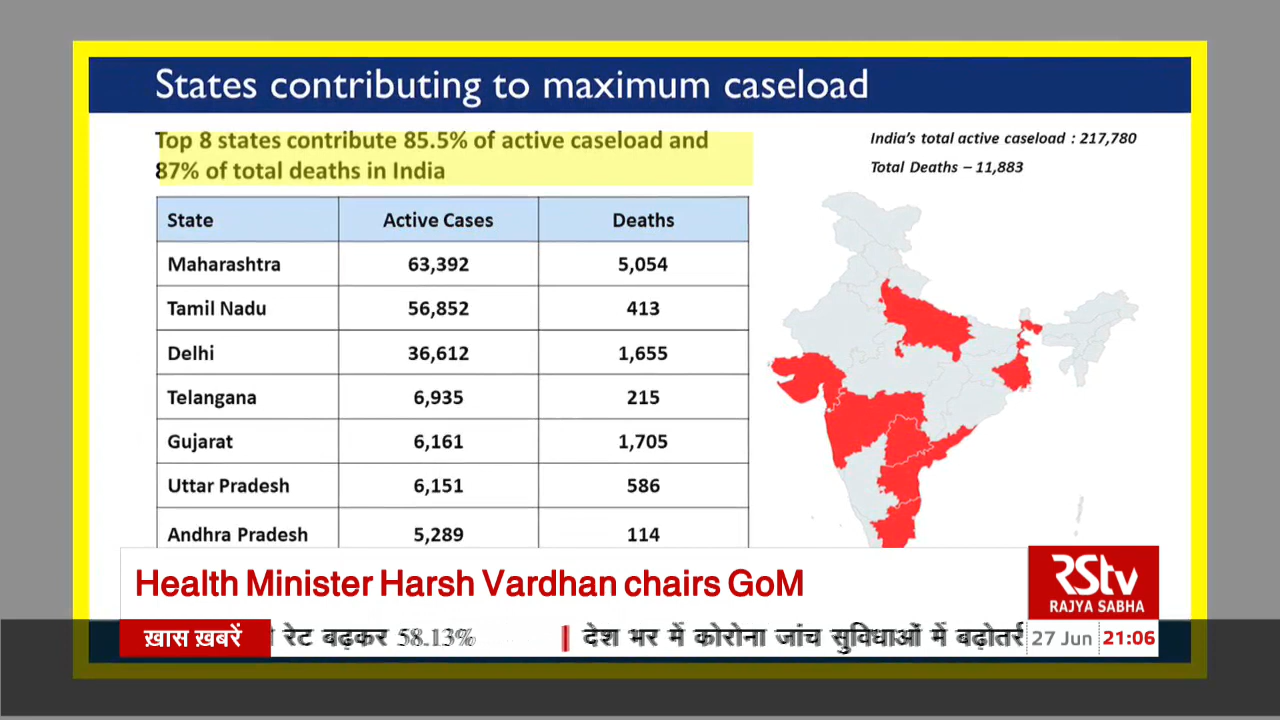 States contributing to maximum caseload
Top 8 states contribute 85.5% of active caseload and
87% of total deaths in India
India's total active caseload : 217,780
Total Deaths – 11,883
State Active Cases Deaths
Maharashtra 63,392 5,054
Tamil Nadu 56,852 413
Delhi 36,612 1,655
Telangana 6,935 215
Gujarat 6,161 1,705
Uttar Pradesh 6,151 586
Andhra Pradesh 5,289 114
Health Minister Harsh Vardhan chairs GoM
RStv
RAJYA SABHA
ख़ास ख़बरें रेट बढ़कर 58.13% देश भर में कोरोना जांच सुविधाओं में 27 Jun 21:06